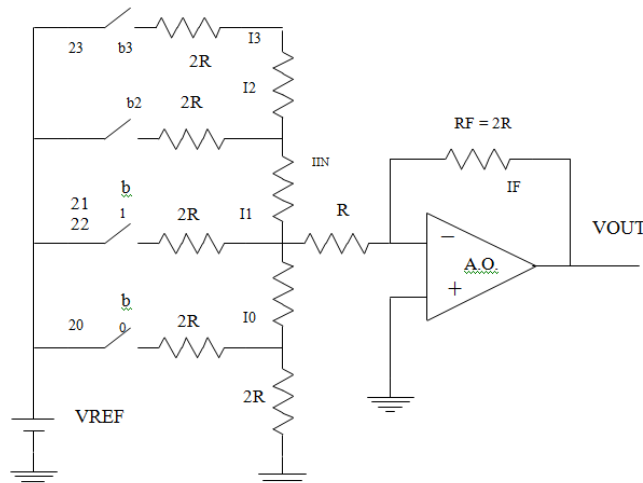 23 b3 I3
2R
I2
b2 2R
RF = 2R
IIN
IF
21
22
b
1
2R I1 R
VOUT
A.O.
b
0
20
2R I0
2R
VREF